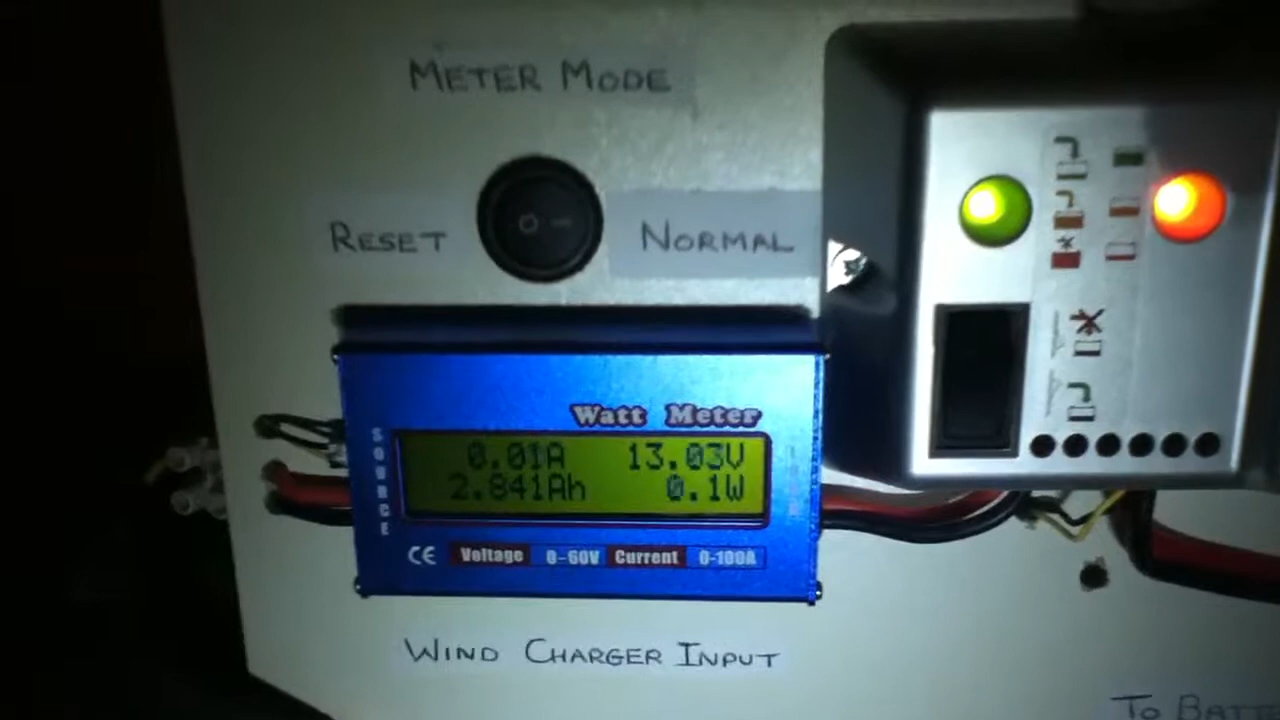 METER MODE
RESET
NORMAL
Watt Meter
SOURCE
0.01A 13.03V
2.841Ah 0.1W
CE Voltage 0-60V Current 0-100A
WIND CHARGER INPUT
TO